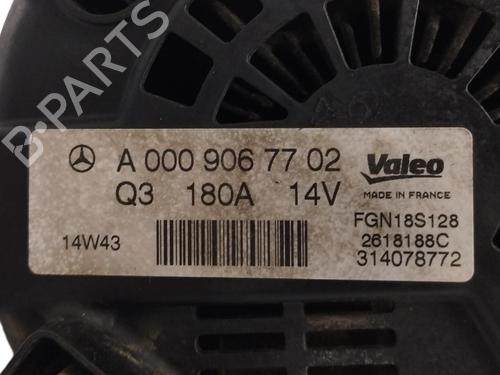 B-PARTS
A 000 906 77 02
Q3 180A 14V
14W43
Valeo
MADE IN FRANCE
FGN18S128
2618188C
314078772